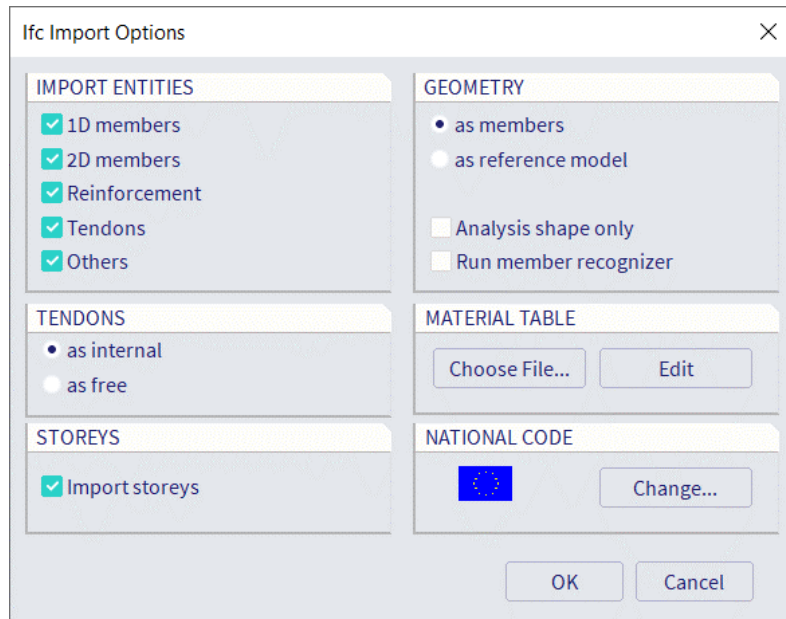 Ifc Import Options
IMPORT ENTITIES
1D members
2D members
Reinforcement
Tendons
Others
GEOMETRY
as members
as reference model
Analysis shape only
Run member recognizer
TENDONS
as internal
as free
MATERIAL TABLE
Choose File...
Edit
STOREYS
Import storeys
NATIONAL CODE
Change...
OK
Cancel